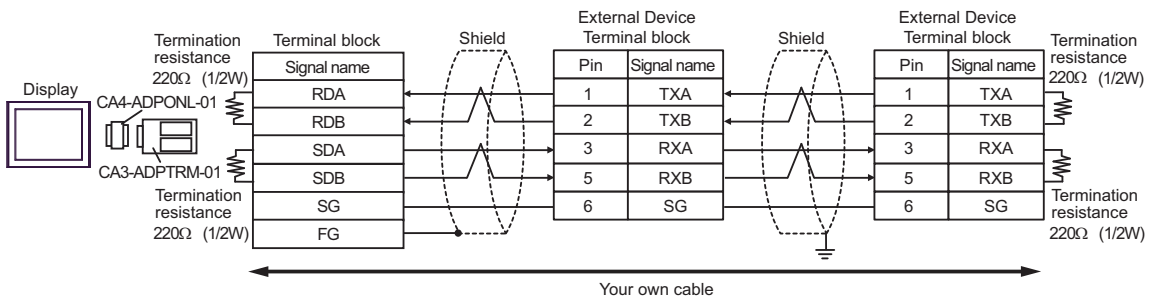 Display
CA4-ADPONL-01
CA3-ADPTRM-01
Termination
resistance
220Ω (1/2W)
Termination
resistance
220Ω (1/2W)
Terminal block
Signal name
RDA
RDB
SDA
SDB
SG
FG
Shield
External Device
Terminal block
Pin Signal name
1 TXA
2 TXB
3 RXA
5 RXB
6 SG
Shield
External Device
Terminal block
Pin Signal name
1 TXA
2 TXB
3 RXA
5 RXB
6 SG
Termination
resistance
220Ω (1/2W)
Termination
resistance
220Ω (1/2W)
Your own cable